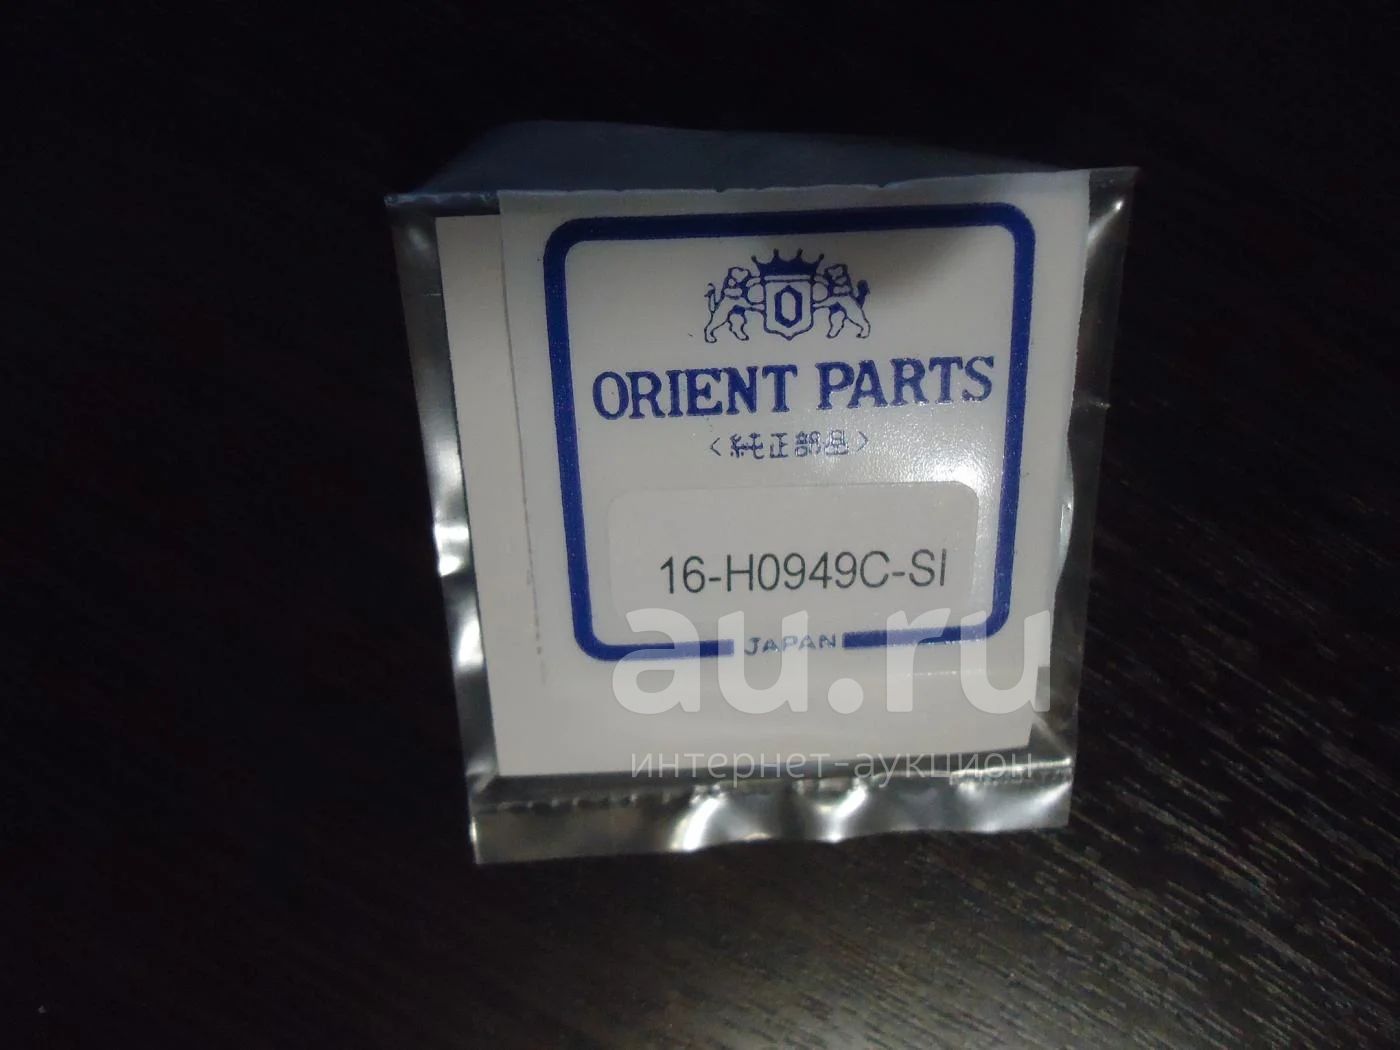 ORIENT PARTS
〈純正部品〉
16-H0949C-SI
JAPAN
au.ru
интернет-аукцион